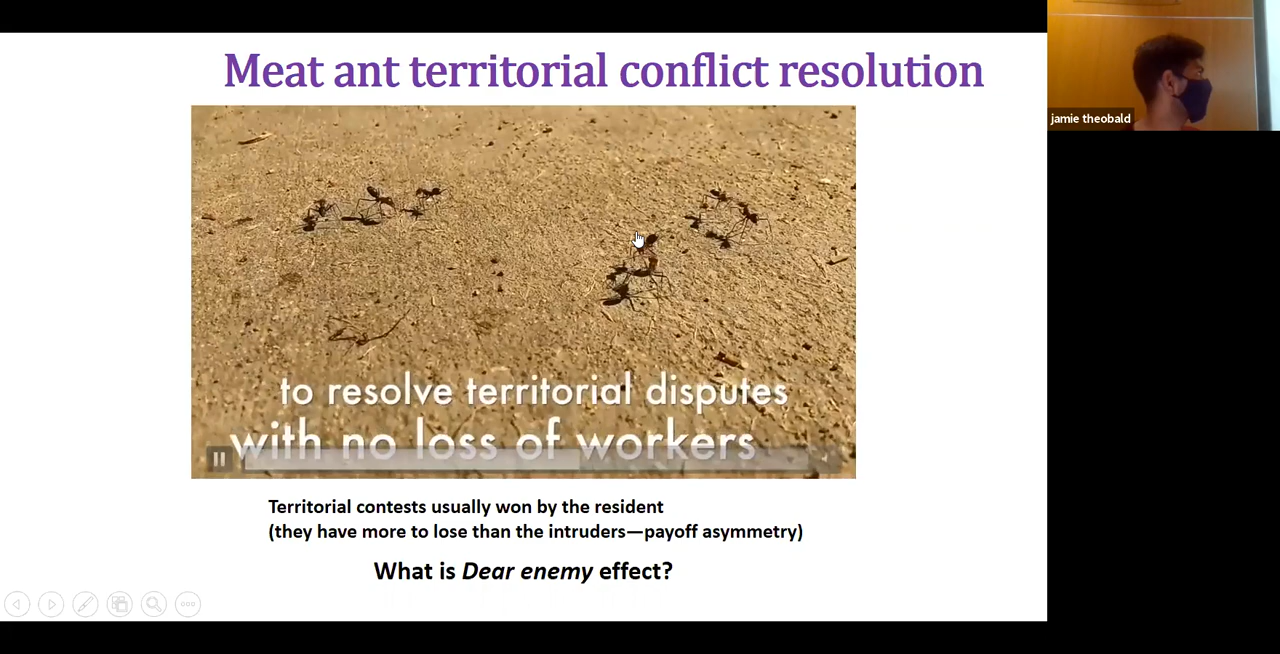 Meat ant territorial conflict resolution
jamie theobald
to resolve territorial disputes
with no loss of workers
Territorial contests usually won by the resident
(they have more to lose than the intruders—payoff asymmetry)
What is Dear enemy effect?